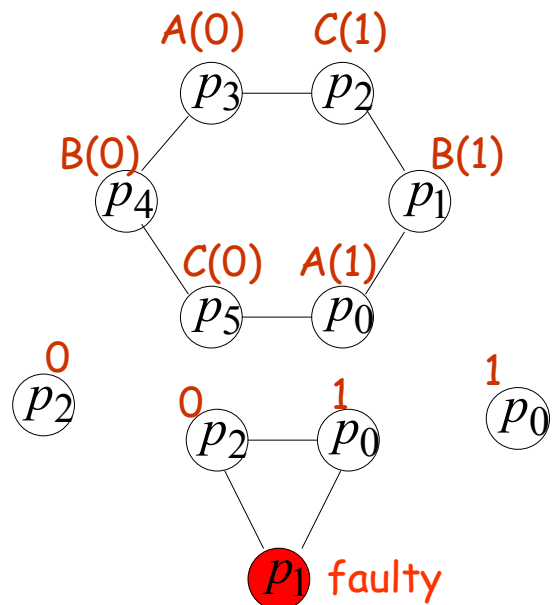 A(0) C(1)
p3 p2
B(0) B(1)
p4 p1
C(0) A(1)
p5 p0
0 1
p2 0 1 p0
p2 p0
p1 faulty